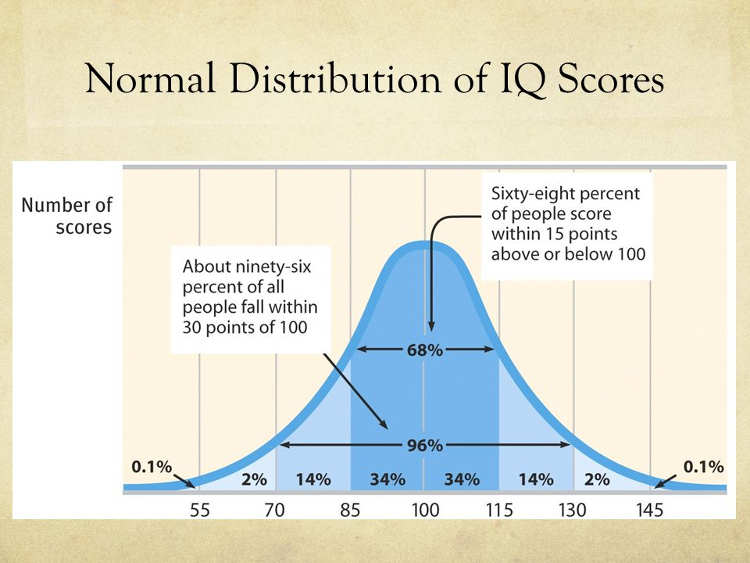 Normal Distribution of IQ Scores
Number of
scores
Sixty-eight percent
of people score
within 15 points
above or below 100
About ninety-six
percent of all
people fall within
30 points of 100
68%
96%
0.1%
0.1%
2% 14% 34% 34% 14% 2%
55 70 85 100 115 130 145